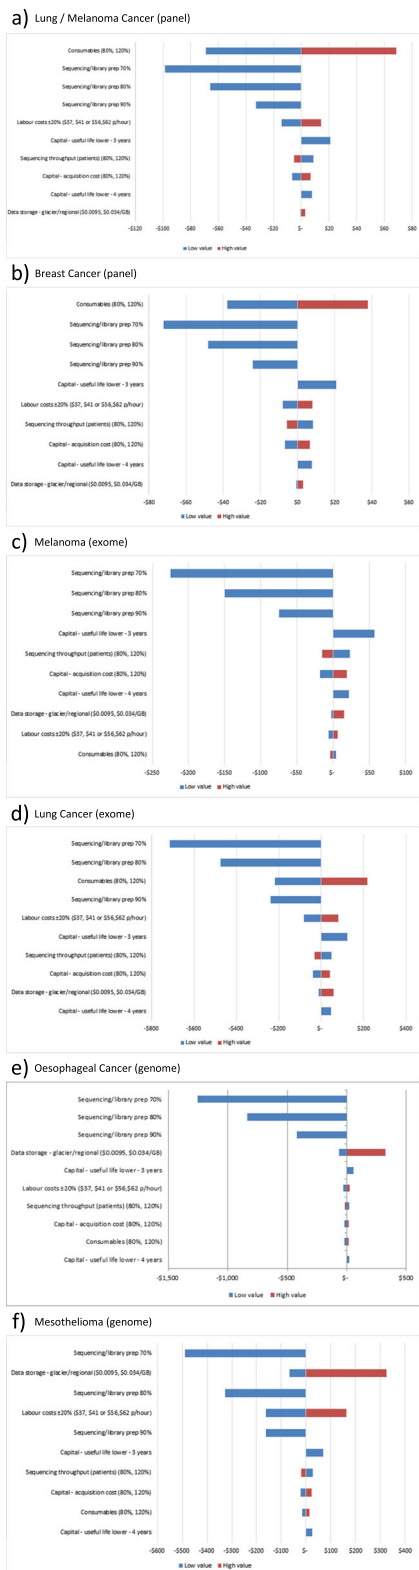 a) Lung / Melanoma Cancer (panel)
Consumables (80%, 120%)
Sequencing/library prep 70%
Sequencing/library prep 80%
Sequencing/library prep 90%
Labour costs ±20% ($37, $41 or $56,$62 p/hour)
Capital - useful life lower - 3 years
Sequencing throughput (patients) (80%, 120%)
Capital - acquisition cost (80%, 120%)
Capital - useful life lower - 4 years
Data storage - glacier/regional ($0.0095, $0.034/GB)
-$120 -$100 -$80 -$60 -$40 -$20 $- $20 $40 $60 $80
Low value High value
b) Breast Cancer (panel)
Consumables (80%, 120%)
Sequencing/library prep 70%
Sequencing/library prep 80%
Sequencing/library prep 90%
Capital - useful life lower - 3 years
Labour costs ±20% ($37, $41 or $56,$62 p/hour)
Sequencing throughput (patients) (80%, 120%)
Capital - acquisition cost (80%, 120%)
Capital - useful life lower - 4 years
Data storage - glacier/regional ($0.0095, $0.034/GB)
-$80 -$60 -$40 -$20 $0 $20 $40 $60
Low value High value
c) Melanoma (exome)
Sequencing/library prep 70%
Sequencing/library prep 80%
Sequencing/library prep 90%
Capital - useful life lower - 3 years
Sequencing throughput (patients) (80%, 120%)
Capital - acquisition cost (80%, 120%)
Capital - useful life lower - 4 years
Data storage - glacier/regional ($0.0095, $0.034/GB)
Labour costs ±20% ($37, $41 or $56,$62 p/hour)
Consumables (80%, 120%)
-$250 -$200 -$150 -$100 -$50 $- $50 $100
Low value High value
d) Lung Cancer (exome)
Sequencing/library prep 70%
Sequencing/library prep 80%
Consumables (80%, 120%)
Sequencing/library prep 90%
Labour costs ±20% ($37, $41 or $56,$62 p/hour)
Capital - useful life lower - 3 years
Sequencing throughput (patients) (80%, 120%)
Capital - acquisition cost (80%, 120%)
Data storage - glacier/regional ($0.0095, $0.034/GB)
Capital - useful life lower - 4 years
-$800 -$600 -$400 -$200 $- $200 $400
Low value High value
e) Oesophageal Cancer (genome)
Sequencing/library prep 70%
Sequencing/library prep 80%
Sequencing/library prep 90%
Data storage - glacier/regional ($0.0095, $0.034/GB)
Capital - useful life lower - 3 years
Labour costs ±20% ($37, $41 or $56,$62 p/hour)
Sequencing throughput (patients) (80%, 120%)
Capital - acquisition cost (80%, 120%)
Consumables (80%, 120%)
Capital - useful life lower - 4 years
-$1,500 -$1,000 -$500 $- $500
Low value High value
f) Mesothelioma (genome)
Sequencing/library prep 70%
Data storage - glacier/regional ($0.0095, $0.034/GB)
Sequencing/library prep 80%
Labour costs ±20% ($37, $41 or $56,$62 p/hour)
Sequencing/library prep 90%
Capital - useful life lower - 3 years
Sequencing throughput (patients) (80%, 120%)
Capital - acquisition cost (80%, 120%)
Consumables (80%, 120%)
Capital - useful life lower - 4 years
-$600 -$500 -$400 -$300 -$200 -$100 $- $100 $200 $300 $400
Low value High value